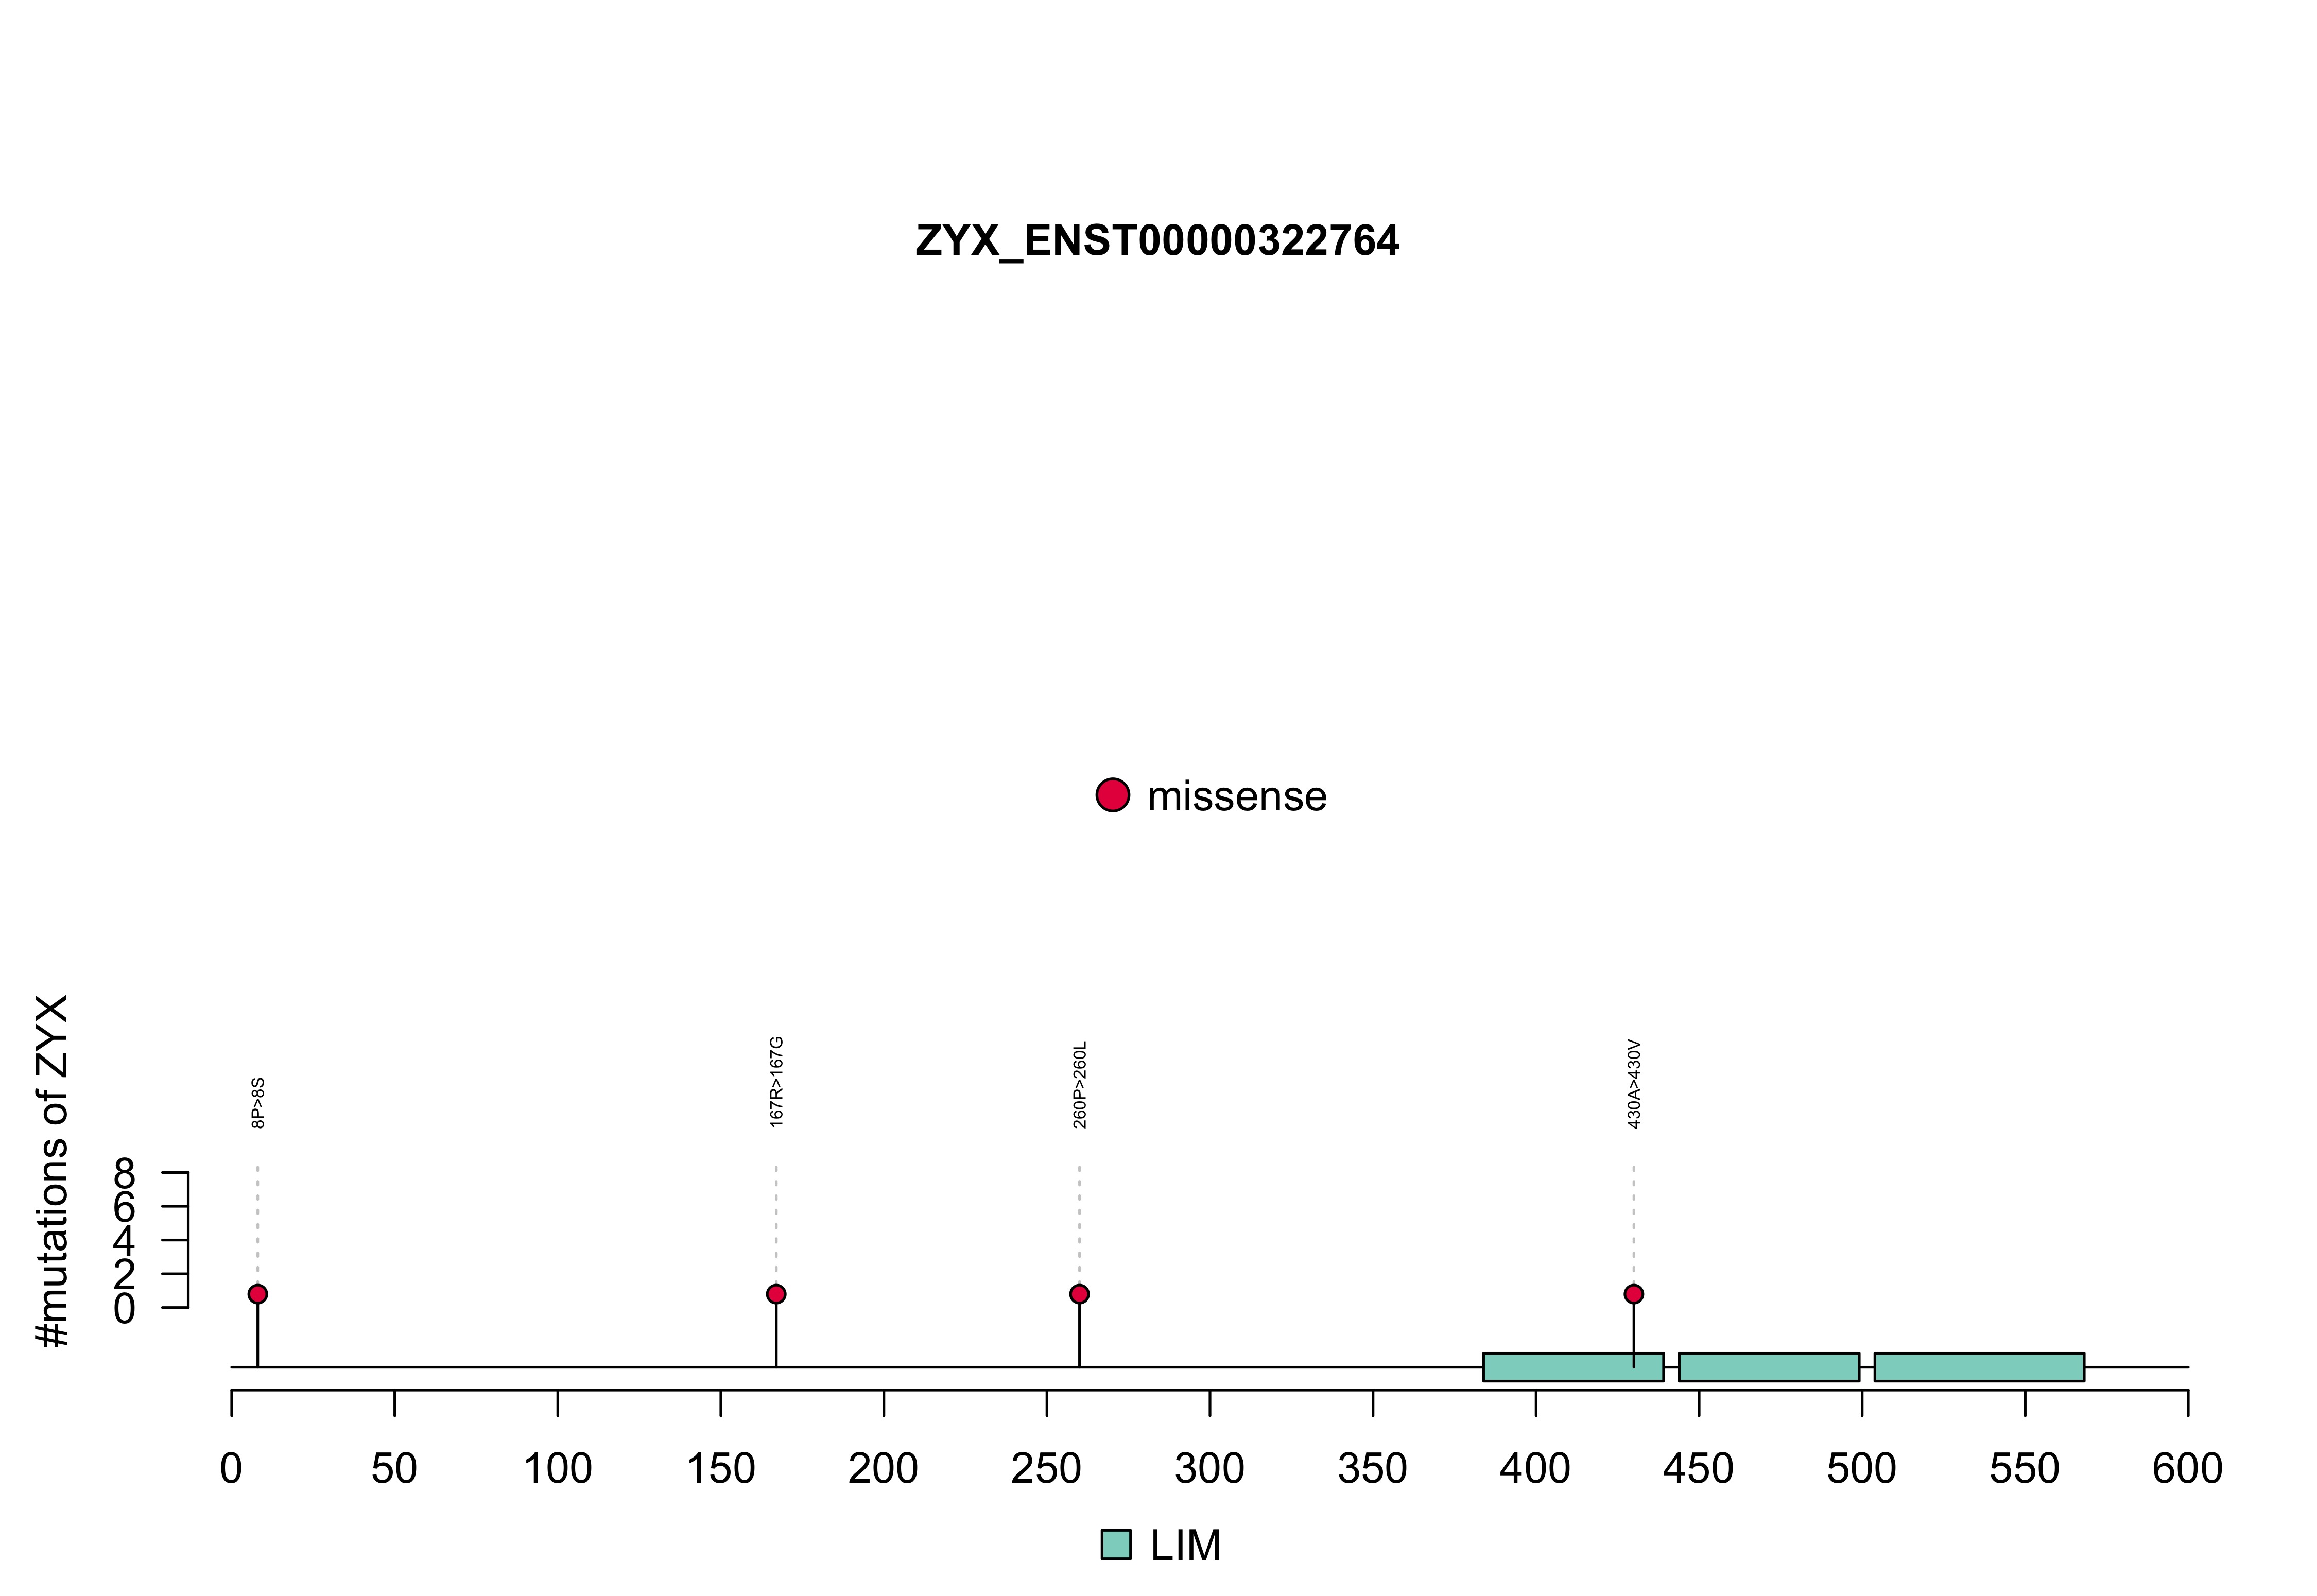 ZYX_ENST00000322764
missense
#mutations of ZYX
8P>8S
167R>167G
260P>260L
430A>430V
8
6
4
2
0
0 50 100 150 200 250 300 350 400 450 500 550 600
LIM